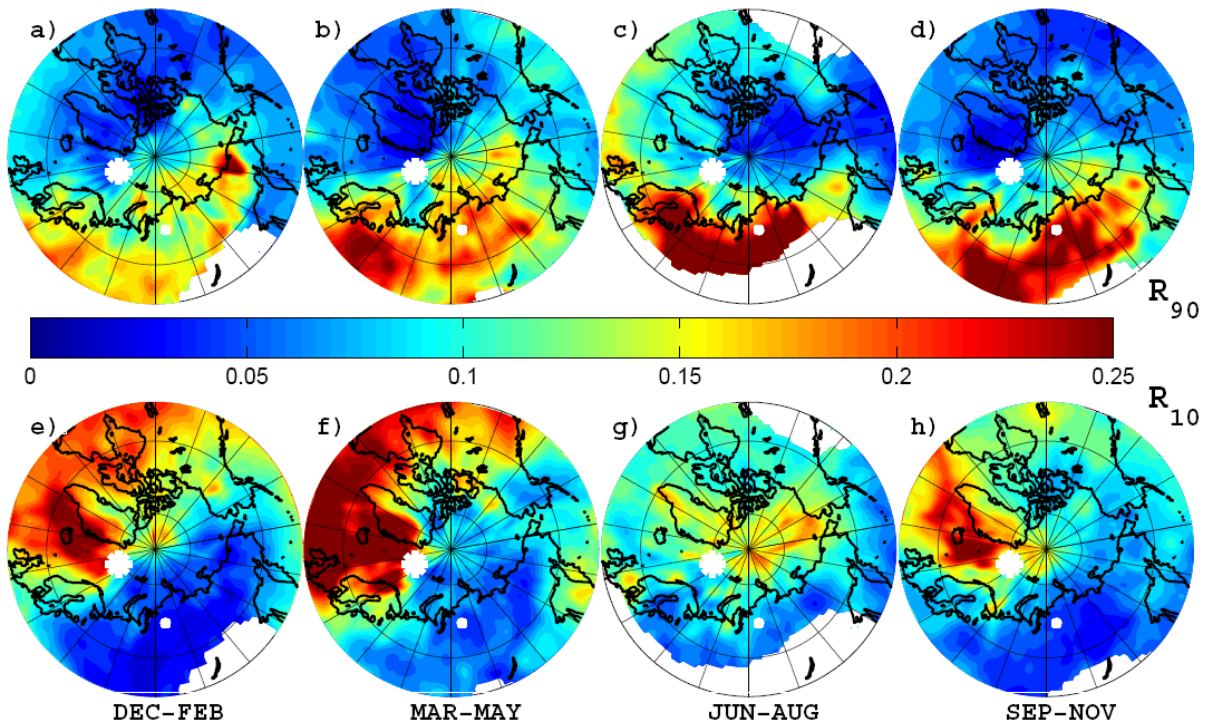 a) b) c) d)
R90
0 0.05 0.1 0.15 0.2 0.25
R10
e) f) g) h)
DEC-FEB MAR-MAY JUN-AUG SEP-NOV